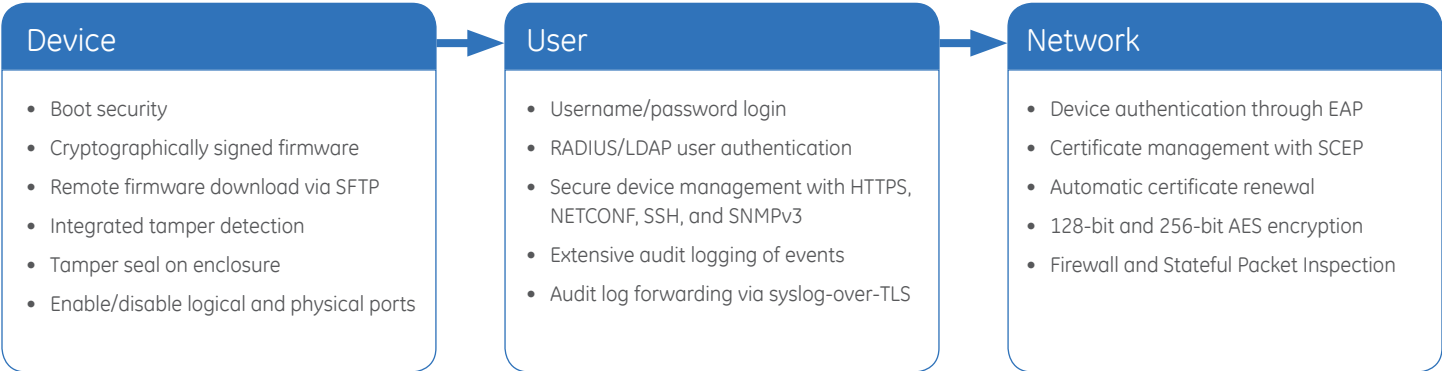 Device
• Boot security
• Cryptographically signed firmware
• Remote firmware download via SFTP
• Integrated tamper detection
• Tamper seal on enclosure
• Enable/disable logical and physical ports
User
• Username/password login
• RADIUS/LDAP user authentication
• Secure device management with HTTPS,
NETCONF, SSH, and SNMPv3
• Extensive audit logging of events
• Audit log forwarding via syslog-over-TLS
Network
• Device authentication through EAP
• Certificate management with SCEP
• Automatic certificate renewal
• 128-bit and 256-bit AES encryption
• Firewall and Stateful Packet Inspection